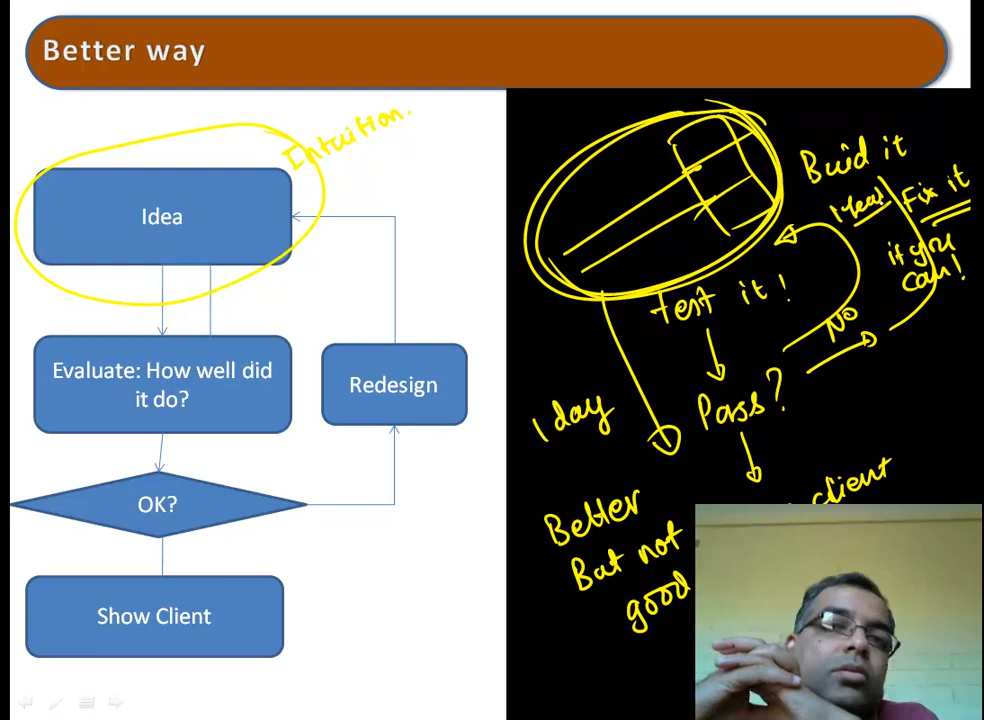 Better way
Intuition.
Idea
Evaluate: How well did
it do?
Redesign
OK?
Show Client
Build it
Fix it
if you
can!
test it!
No
Pass?
1 day
client
Better
But not
good